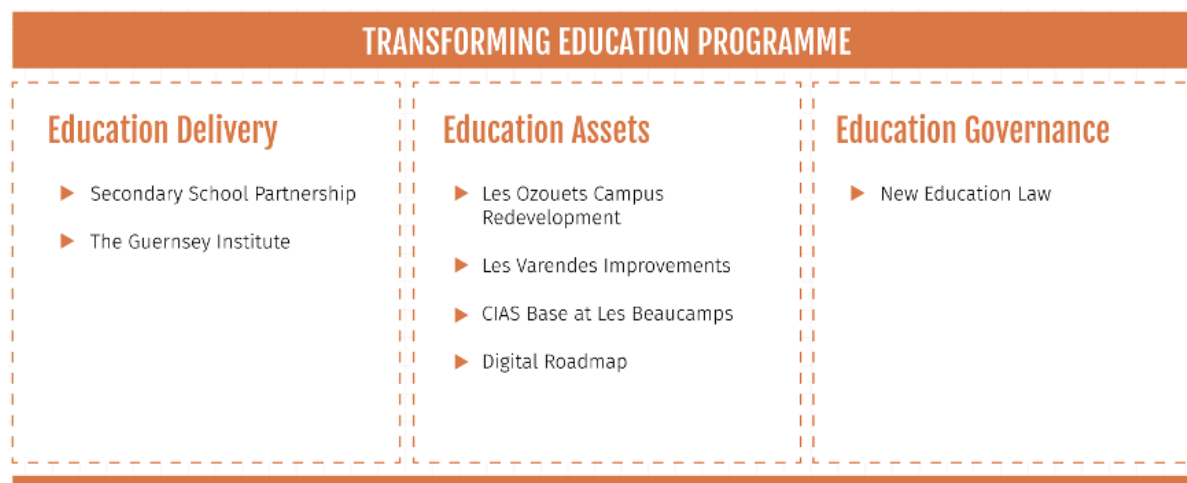 TRANSFORMING EDUCATION PROGRAMME
Education Delivery
Secondary School Partnership
The Guernsey Institute
Education Assets
Les Ozouets Campus
Redevelopment
Les Varendes Improvements
CIAS Base at Les Beaucamps
Digital Roadmap
Education Governance
New Education Law